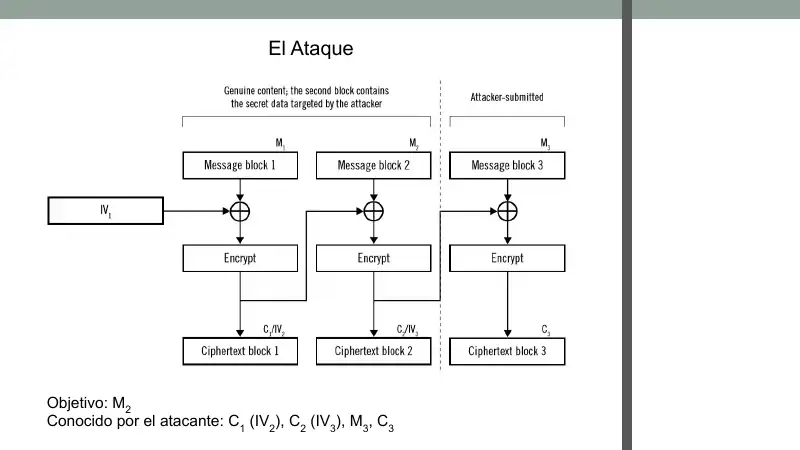 El Ataque
Genuine content; the second block contains
the secret data targeted by the attacker
Attacker-submitted
M1
M2
M3
Message block 1
Message block 2
Message block 3
IV1
Encrypt
Encrypt
Encrypt
C1/IV2
C2/IV3
C3
Ciphertext block 1
Ciphertext block 2
Ciphertext block 3
Objetivo: M2
Conocido por el atacante: C1 (IV2), C2 (IV3), M3, C3